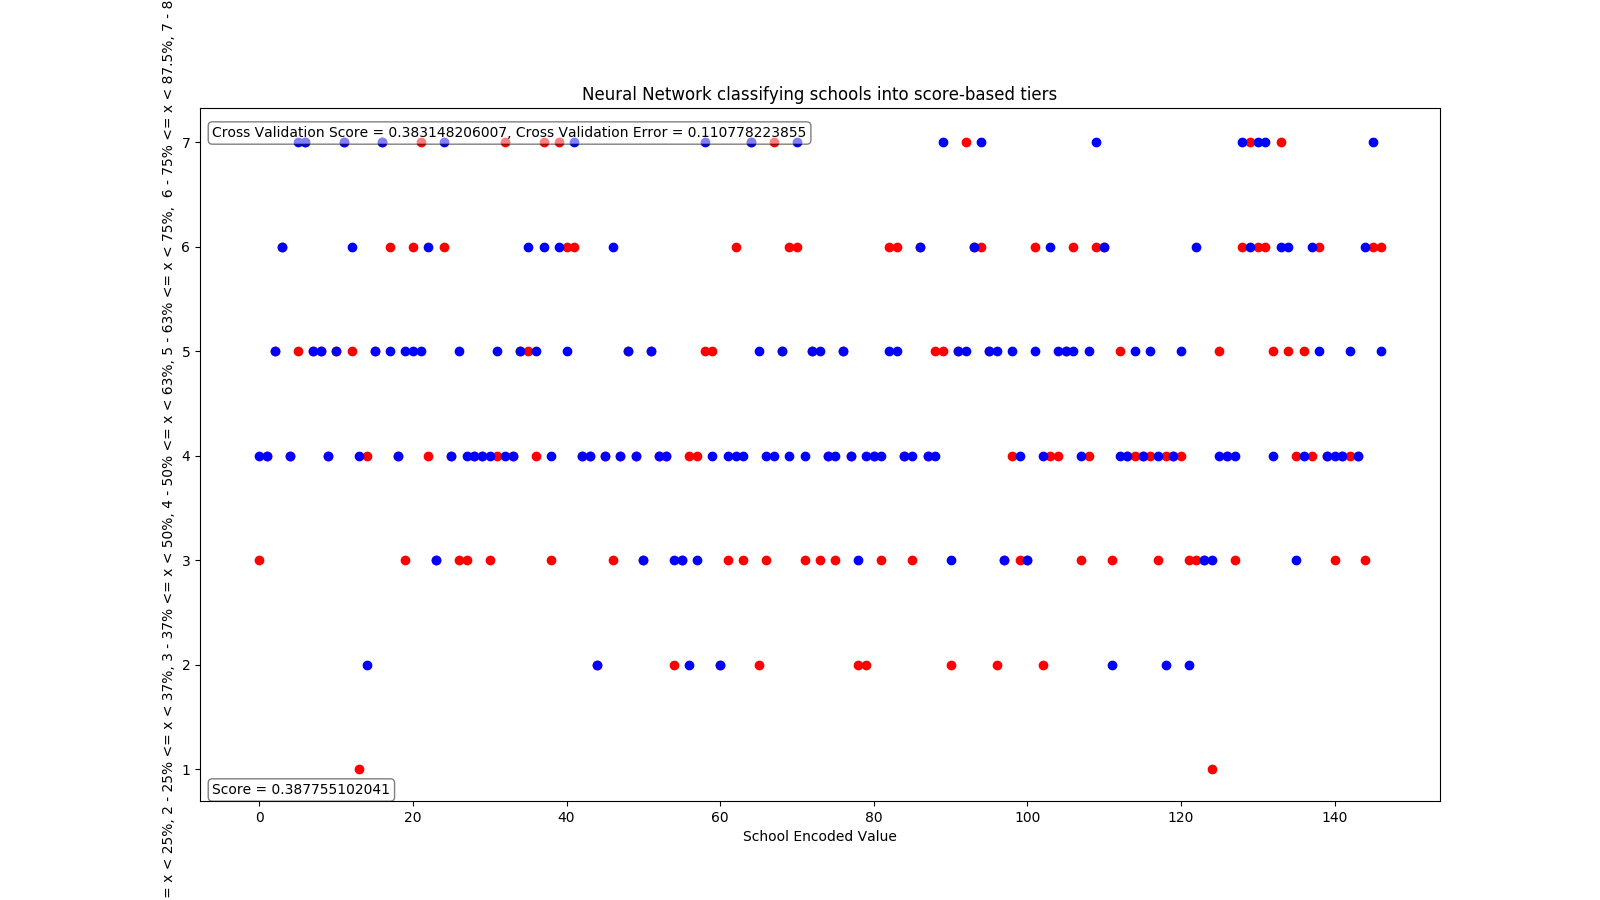 Neural Network classifying schools into score-based tiers
Cross Validation Score = 0.383148206007, Cross Validation Error = 0.110778223855
= x < 25%, 2 - 25% <= x < 37%, 3 - 37% <= x < 50%, 4 - 50% <= x < 63%, 5 - 63% <= x < 75%,  6 - 75% <= x < 87.5%, 7 - 8
7
6
5
4
3
2
1
Score = 0.387755102041
0 20 40 60 80 100 120 140
School Encoded Value